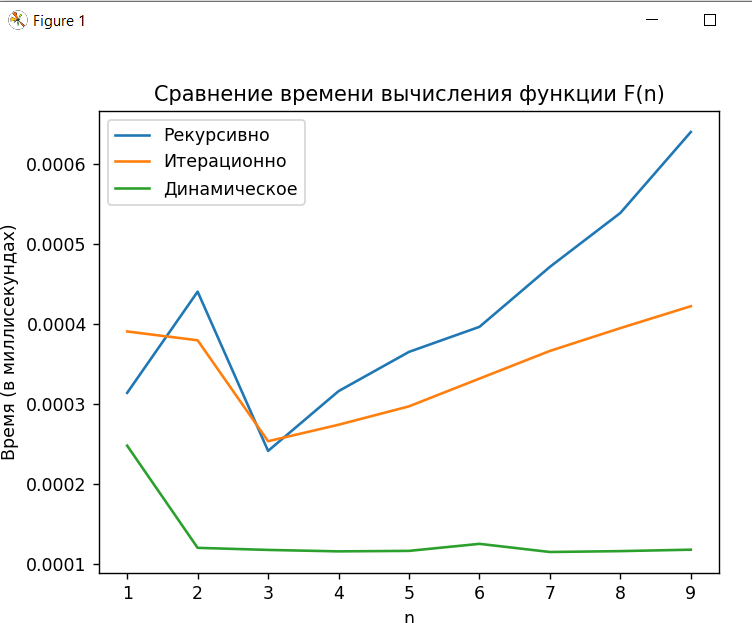 Figure 1
Сравнение времени вычисления функции F(n)
Рекурсивно
Итерационно
Динамическое
Время (в миллисекундах)
0.0006
0.0005
0.0004
0.0003
0.0002
0.0001
1 2 3 4 5 6 7 8 9
n